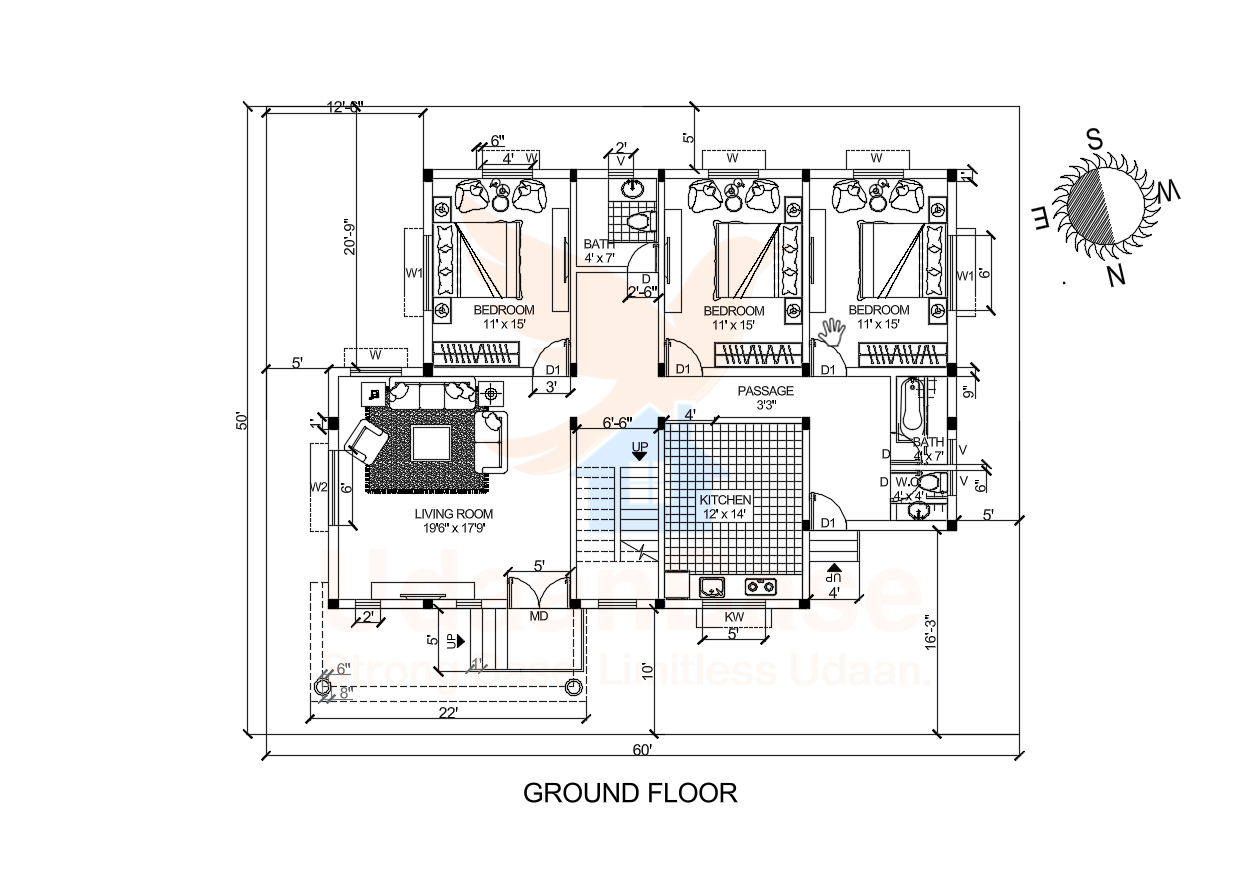 12'-6"
S
W
E
N
5'
6"
4'
W
2'
V
W
W
1"
20'-9"
W1
BATH
4' x 7'
D
2'-6"
W1
6'
BEDROOM
11' x 15'
BEDROOM
11' x 15'
BEDROOM
11' x 15'
W
5'
D1
3'
D1
D1
PASSAGE
3'3"
9"
50'
1'
6'-6"
4'
UP
BATH
4' x 7'
D
V
W2
6'
D
W.C
4' x 4'
V
6"
KITCHEN
12' x 14'
LIVING ROOM
19'6" x 17'9'
D1
5'
5'
UP
4'
UdaanBase
2'
MD
KW
5'
5'
UP
1'
10'
16'-3"
Strong Base. Limitless Udaan.
6"
8"
22'
60'
GROUND FLOOR